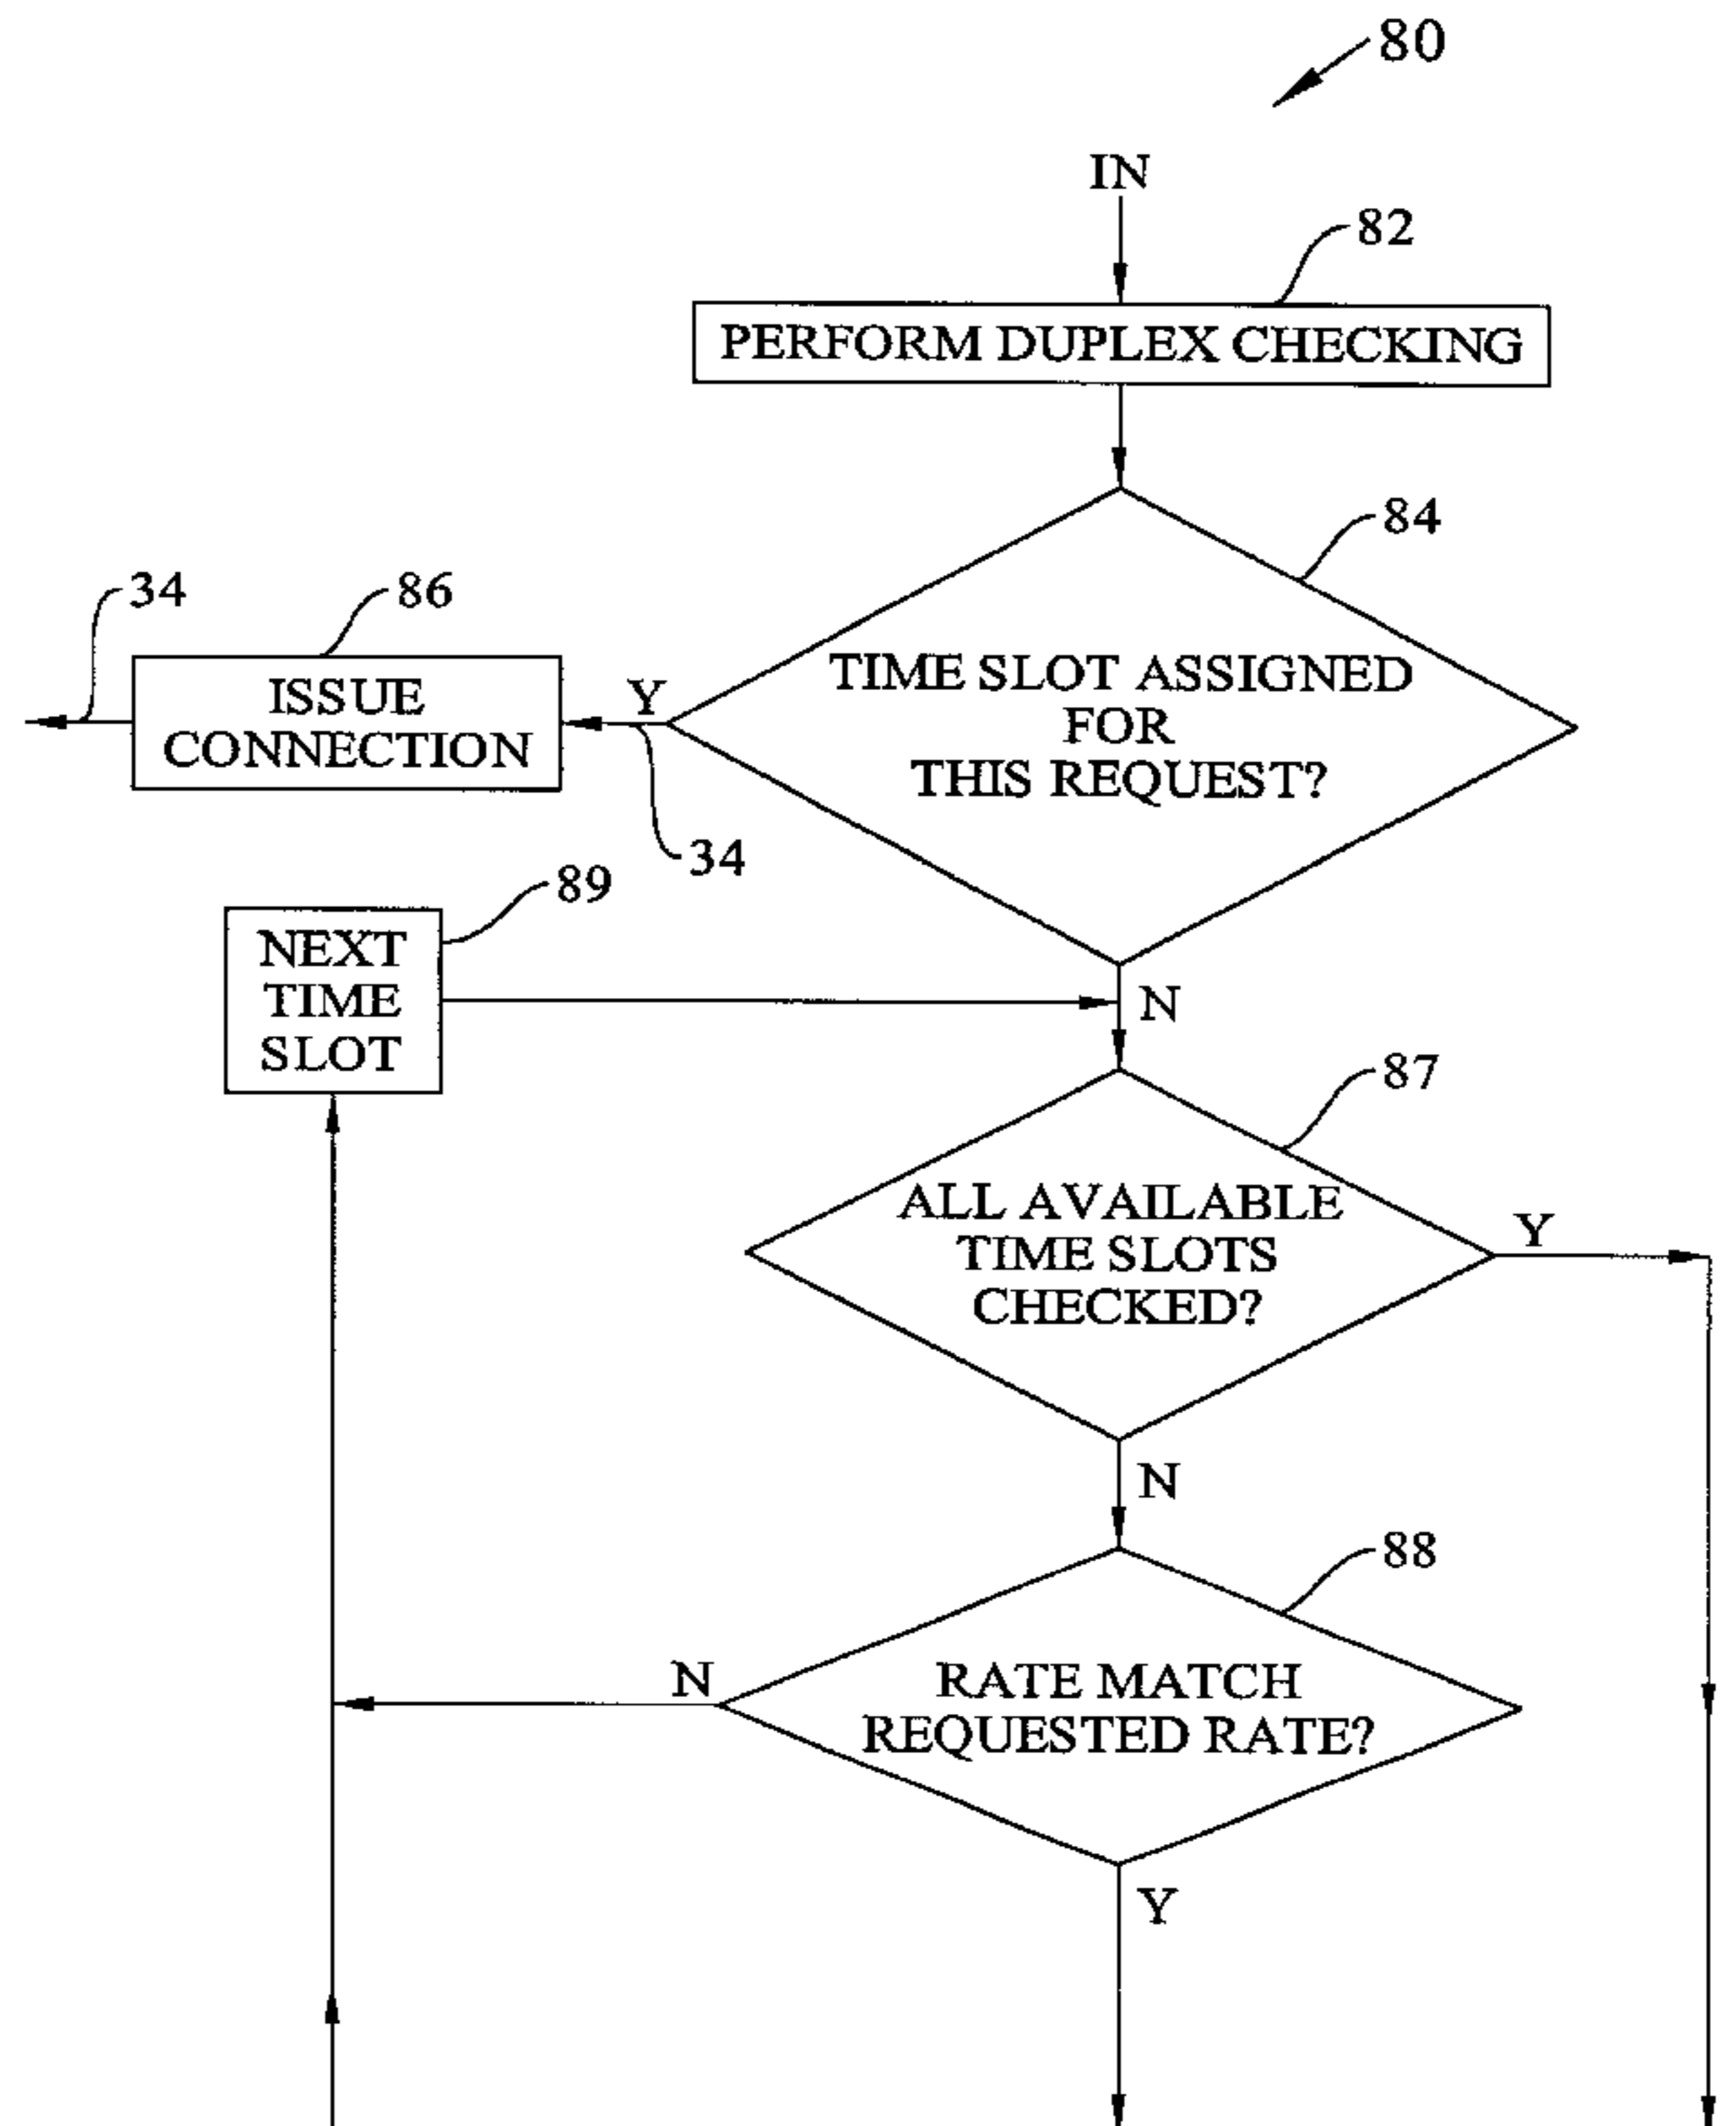 80
IN
82
PERFORM DUPLEX CHECKING
84
34
86
ISSUE
CONNECTION
Y
TIME SLOT ASSIGNED
FOR
THIS REQUEST?
34
89
NEXT
TIME
SLOT
N
87
ALL AVAILABLE
TIME SLOTS
CHECKED?
Y
N
88
N
RATE MATCH
REQUESTED RATE?
Y